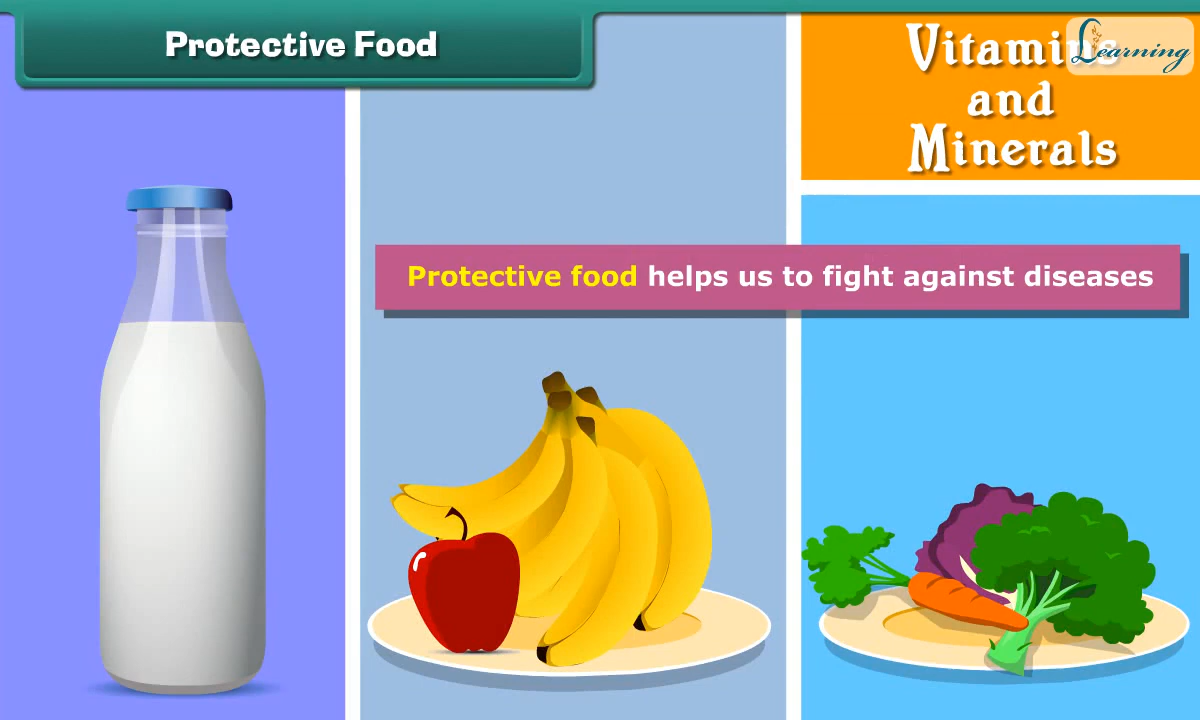 Protective Food
Vitamins
and
Minerals
Learning
Protective food helps us to fight against diseases